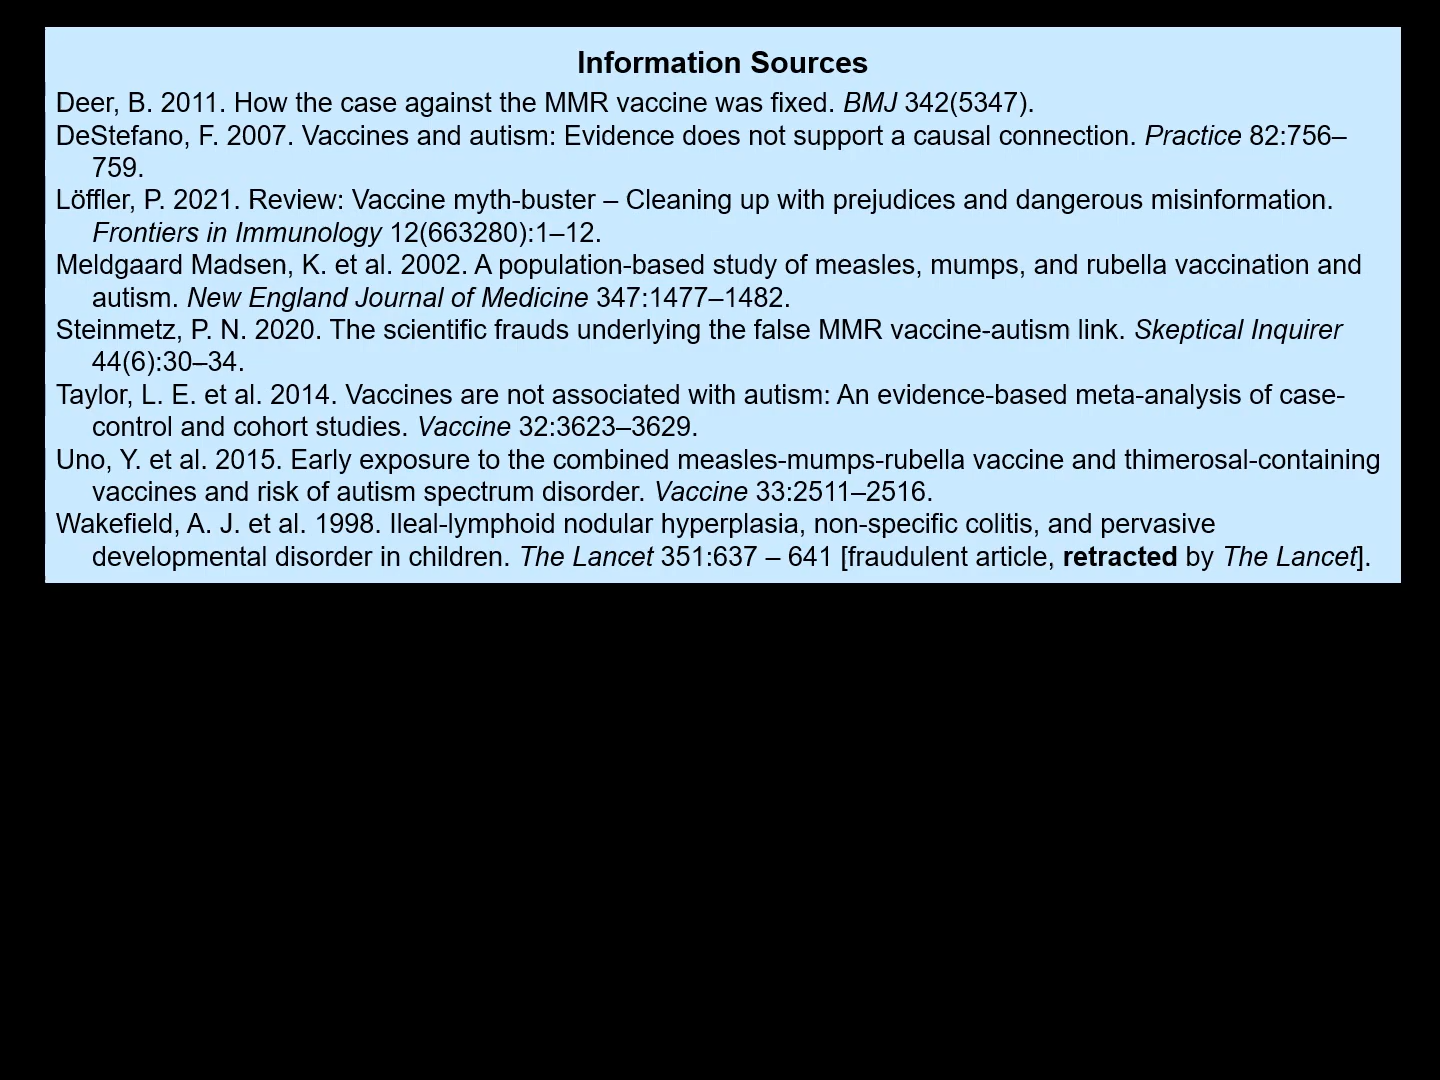 Information Sources
Deer, B. 2011. How the case against the MMR vaccine was fixed. BMJ 342(5347).
DeStefano, F. 2007. Vaccines and autism: Evidence does not support a causal connection. Practice 82:756–
759.
Löffler, P. 2021. Review: Vaccine myth-buster – Cleaning up with prejudices and dangerous misinformation.
Frontiers in Immunology 12(663280):1–12.
Meldgaard Madsen, K. et al. 2002. A population-based study of measles, mumps, and rubella vaccination and
autism. New England Journal of Medicine 347:1477–1482.
Steinmetz, P. N. 2020. The scientific frauds underlying the false MMR vaccine-autism link. Skeptical Inquirer
44(6):30–34.
Taylor, L. E. et al. 2014. Vaccines are not associated with autism: An evidence-based meta-analysis of case-
control and cohort studies. Vaccine 32:3623–3629.
Uno, Y. et al. 2015. Early exposure to the combined measles-mumps-rubella vaccine and thimerosal-containing
vaccines and risk of autism spectrum disorder. Vaccine 33:2511–2516.
Wakefield, A. J. et al. 1998. Ileal-lymphoid nodular hyperplasia, non-specific colitis, and pervasive
developmental disorder in children. The Lancet 351:637 – 641 [fraudulent article, retracted by The Lancet].